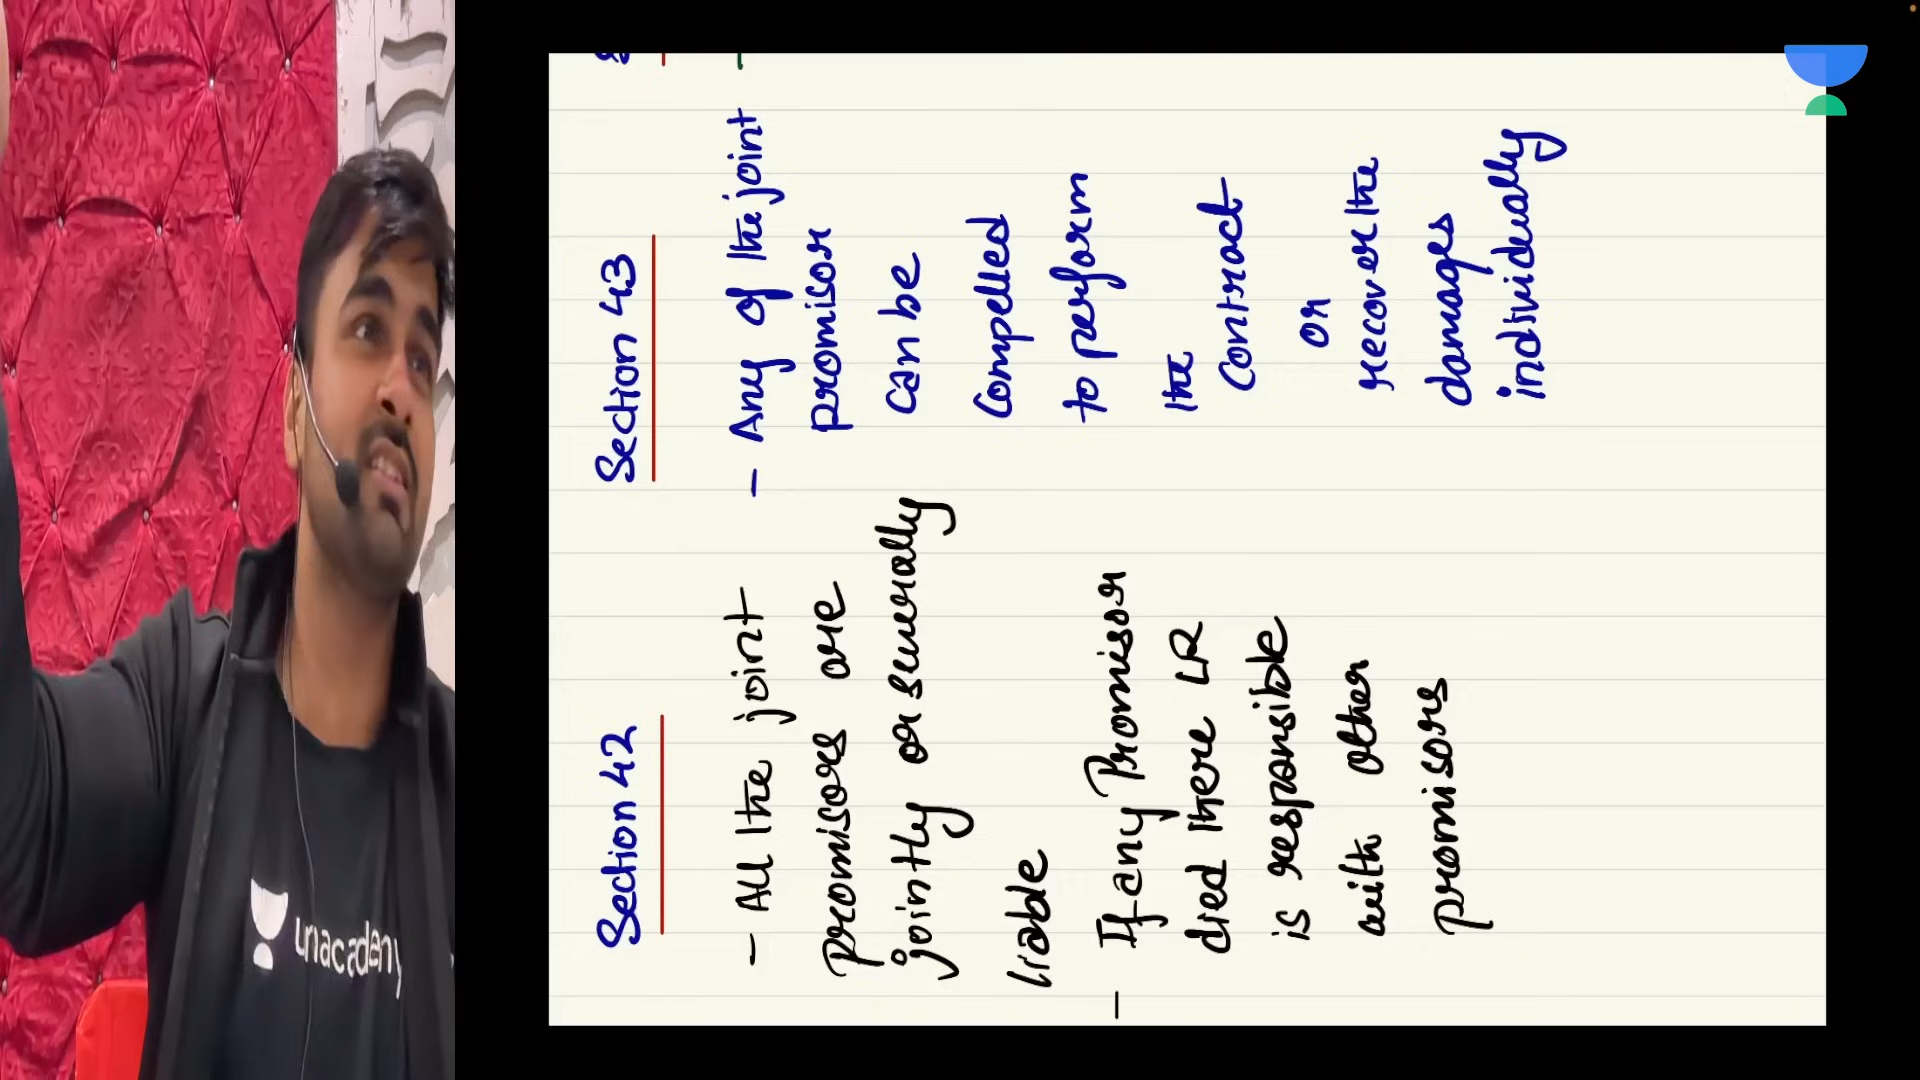 Section 42
- All the joint
promisors are
jointly or severally
liable
- If any Promisor
died there LR
is responsible
with other
promisors
Section 43
- Any of the joint
promisor
can be
compelled
to perform
the
contract
or
recover the
damages
individually
unacademy